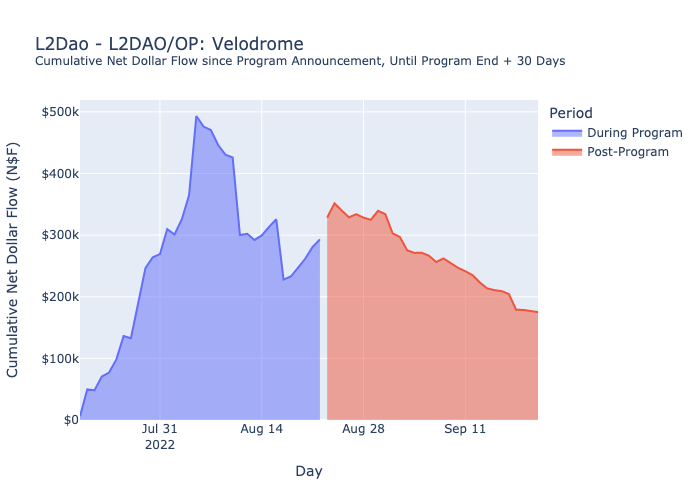 L2Dao - L2DAO/OP: Velodrome
Cumulative Net Dollar Flow since Program Announcement, Until Program End + 30 Days
Period
During Program
Post-Program
Cumulative Net Dollar Flow (N$F)
$500k
$400k
$300k
$200k
$100k
$0
Jul 31
2022
Aug 14
Aug 28
Sep 11
Day